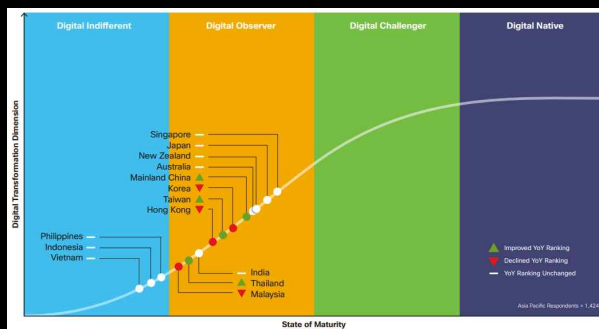 Digital Indifferent
Digital Observer
Digital Challenger
Digital Native
Digital Transformation Dimension
Singapore
Japan
New Zealand
Australia
Mainland China
Korea
Taiwan
Hong Kong
Philippines
Indonesia
Vietnam
India
Thailand
Malaysia
Improved YoY Ranking
Declined YoY Ranking
YoY Ranking Unchanged
Asia Pacific Respondents = 1,424
State of Maturity